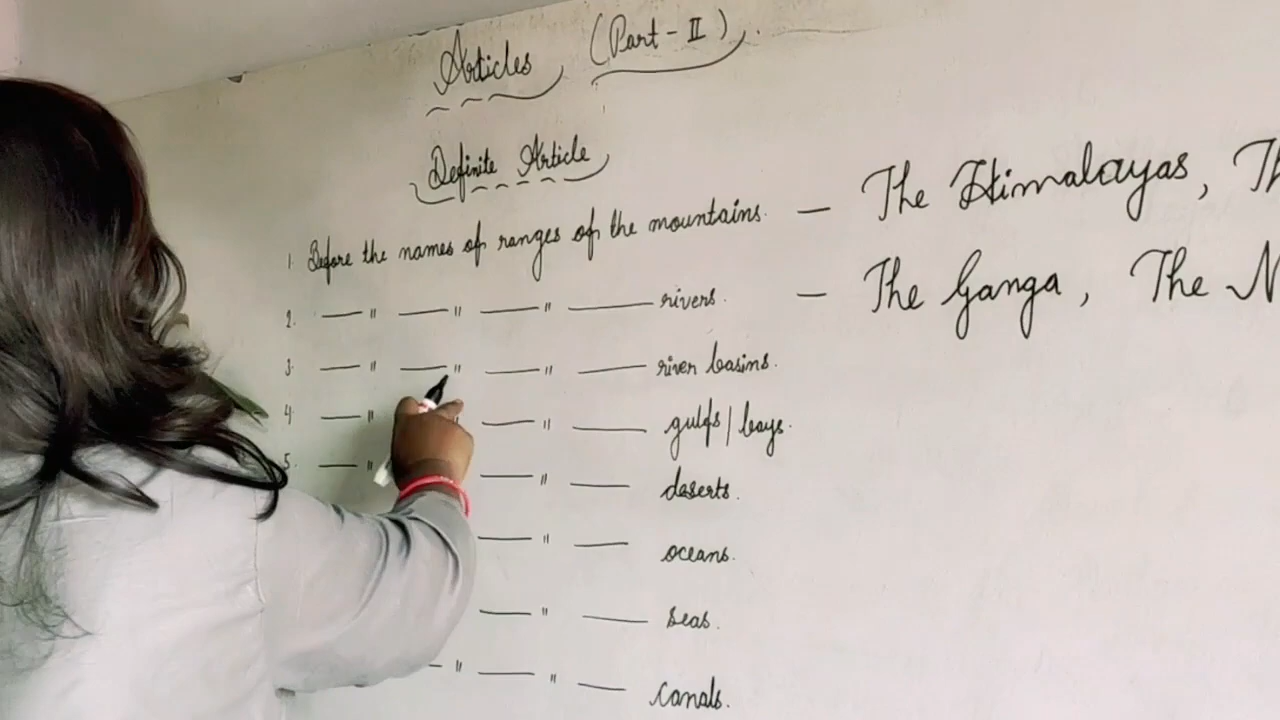 Articles (Part - II).
Definite Article
1. Before the names of ranges of the mountains. — The Himalayas,
2. — " — " — " — rivers. — The Ganga, The
3. — " — " — " — river basins.
4. — " — " — " — gulfs / bays.
5. — " — " — deserts.
— " — oceans.
— " — seas.
— " — " — canals.